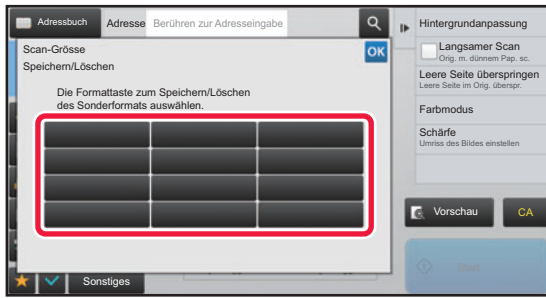 Adressbuch
Adresse
Berühren zur Adresseingabe
Scan-Grösse
OK
Speichern/Löschen
Die Formattaste zum Speichern/Löschen
des Sonderformats auswählen.
Sonstiges
Hintergrundanpassung
Langsamer Scan
Orig. m. dünnem Pap. sc.
Leere Seite überspringen
Leere Seite im Orig. überspr.
Farbmodus
Schärfe
Umriss des Bildes einstellen
Vorschau
CA
Start